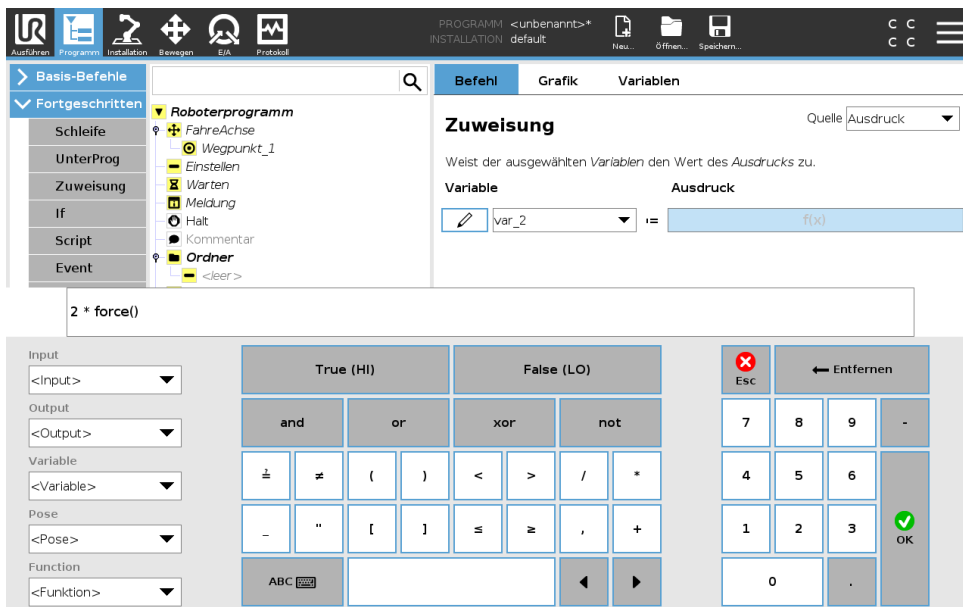 UR
PROGRAMM <unbenannt>*
INSTALLATION default
Ausführen Programm Installation Bewegen E/A Protokoll
Neu... Öffnen... Speichern...
C C
C C
Basis-Befehle
Fortgeschritten
Schleife
UnterProg
Zuweisung
If
Script
Event
Roboterprogramm
FahreAchse
Wegpunkt_1
Einstellen
Warten
Meldung
Halt
Kommentar
Ordner
<leer>
Befehl Grafik Variablen
Zuweisung
Quelle Ausdruck
Weist der ausgewählten Variablen den Wert des Ausdrucks zu.
Variable Ausdruck
var_2 := f(x)
2 * force()
Input
<Input>
Output
<Output>
Variable
<Variable>
Pose
<Pose>
Function
<Funktion>
True (HI) False (LO)
and or xor not
≟ ≠ ( ) < > / *
_ " [ ] ≤ ≥ , +
ABC
Esc Entfernen
7 8 9 -
4 5 6
1 2 3 OK
0 .